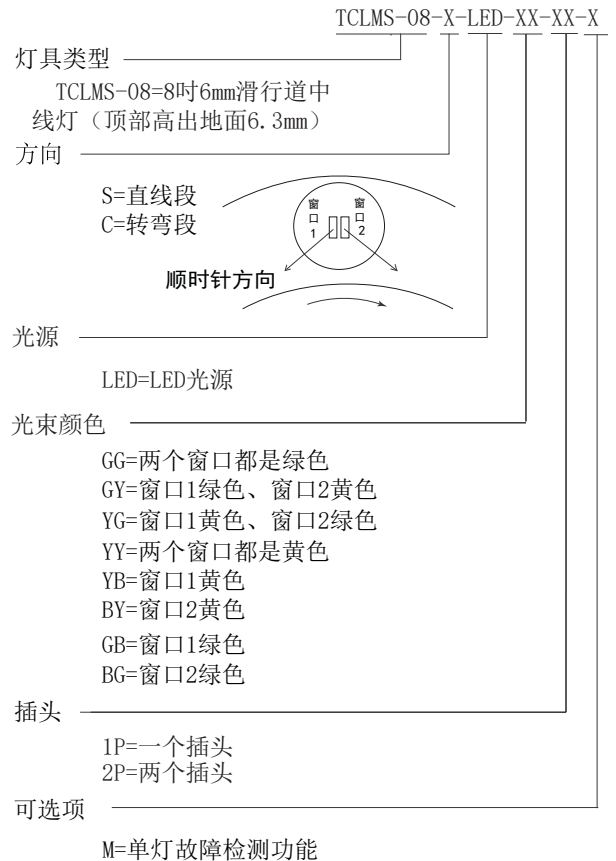 TCLMS-08-X-LED-XX-XX-X
灯具类型
TCLMS-08=8吋6mm滑行道中
线灯（顶部高出地面6.3mm）
方向
S=直线段
C=转弯段
窗口1
窗口2
顺时针方向
光源
LED=LED光源
光束颜色
GG=两个窗口都是绿色
GY=窗口1绿色、窗口2黄色
YG=窗口1黄色、窗口2绿色
YY=两个窗口都是黄色
YB=窗口1黄色
BY=窗口2黄色
GB=窗口1绿色
BG=窗口2绿色
插头
1P=一个插头
2P=两个插头
可选项
M=单灯故障检测功能